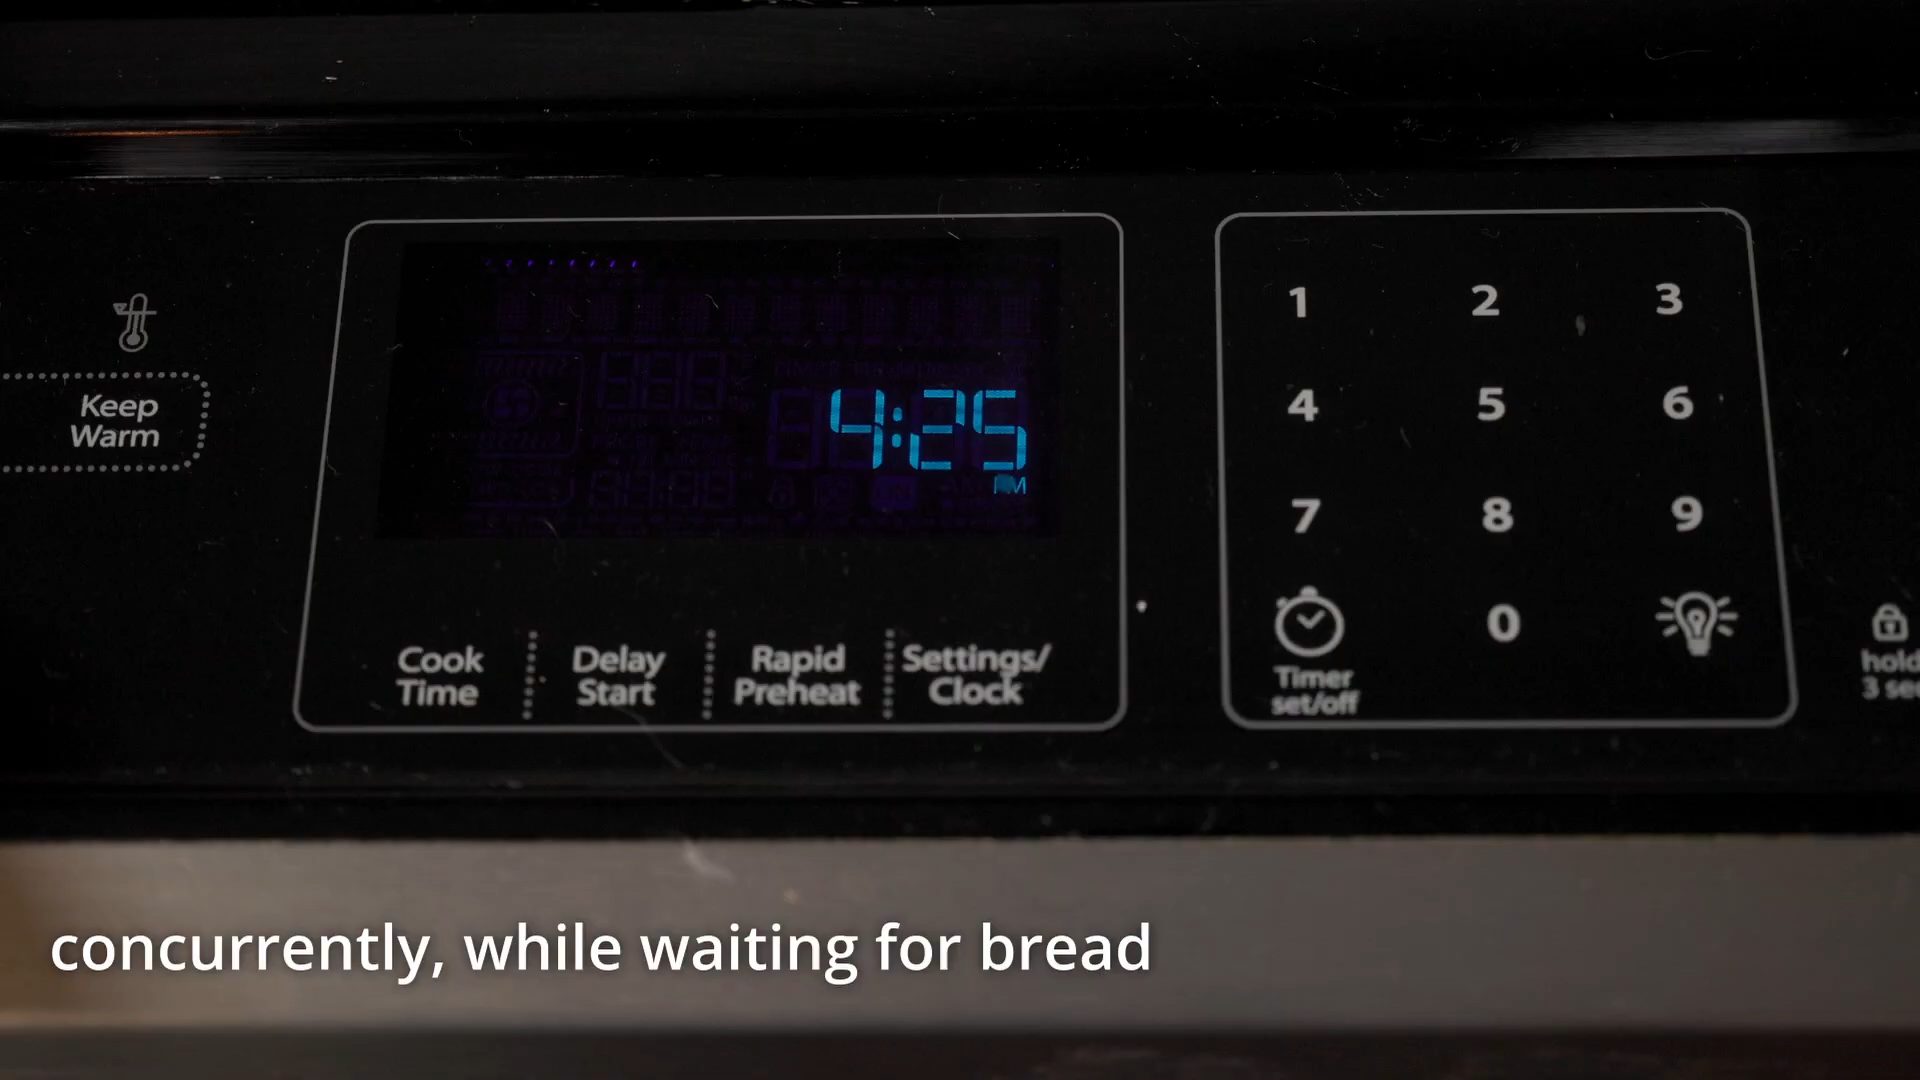 Keep
Warm
4:25
PM
Cook
Time
Delay
Start
Rapid
Preheat
Settings/
Clock
1 2 3
4 5 6
7 8 9
0
Timer
set/off
hold
3 sec
concurrently, while waiting for bread